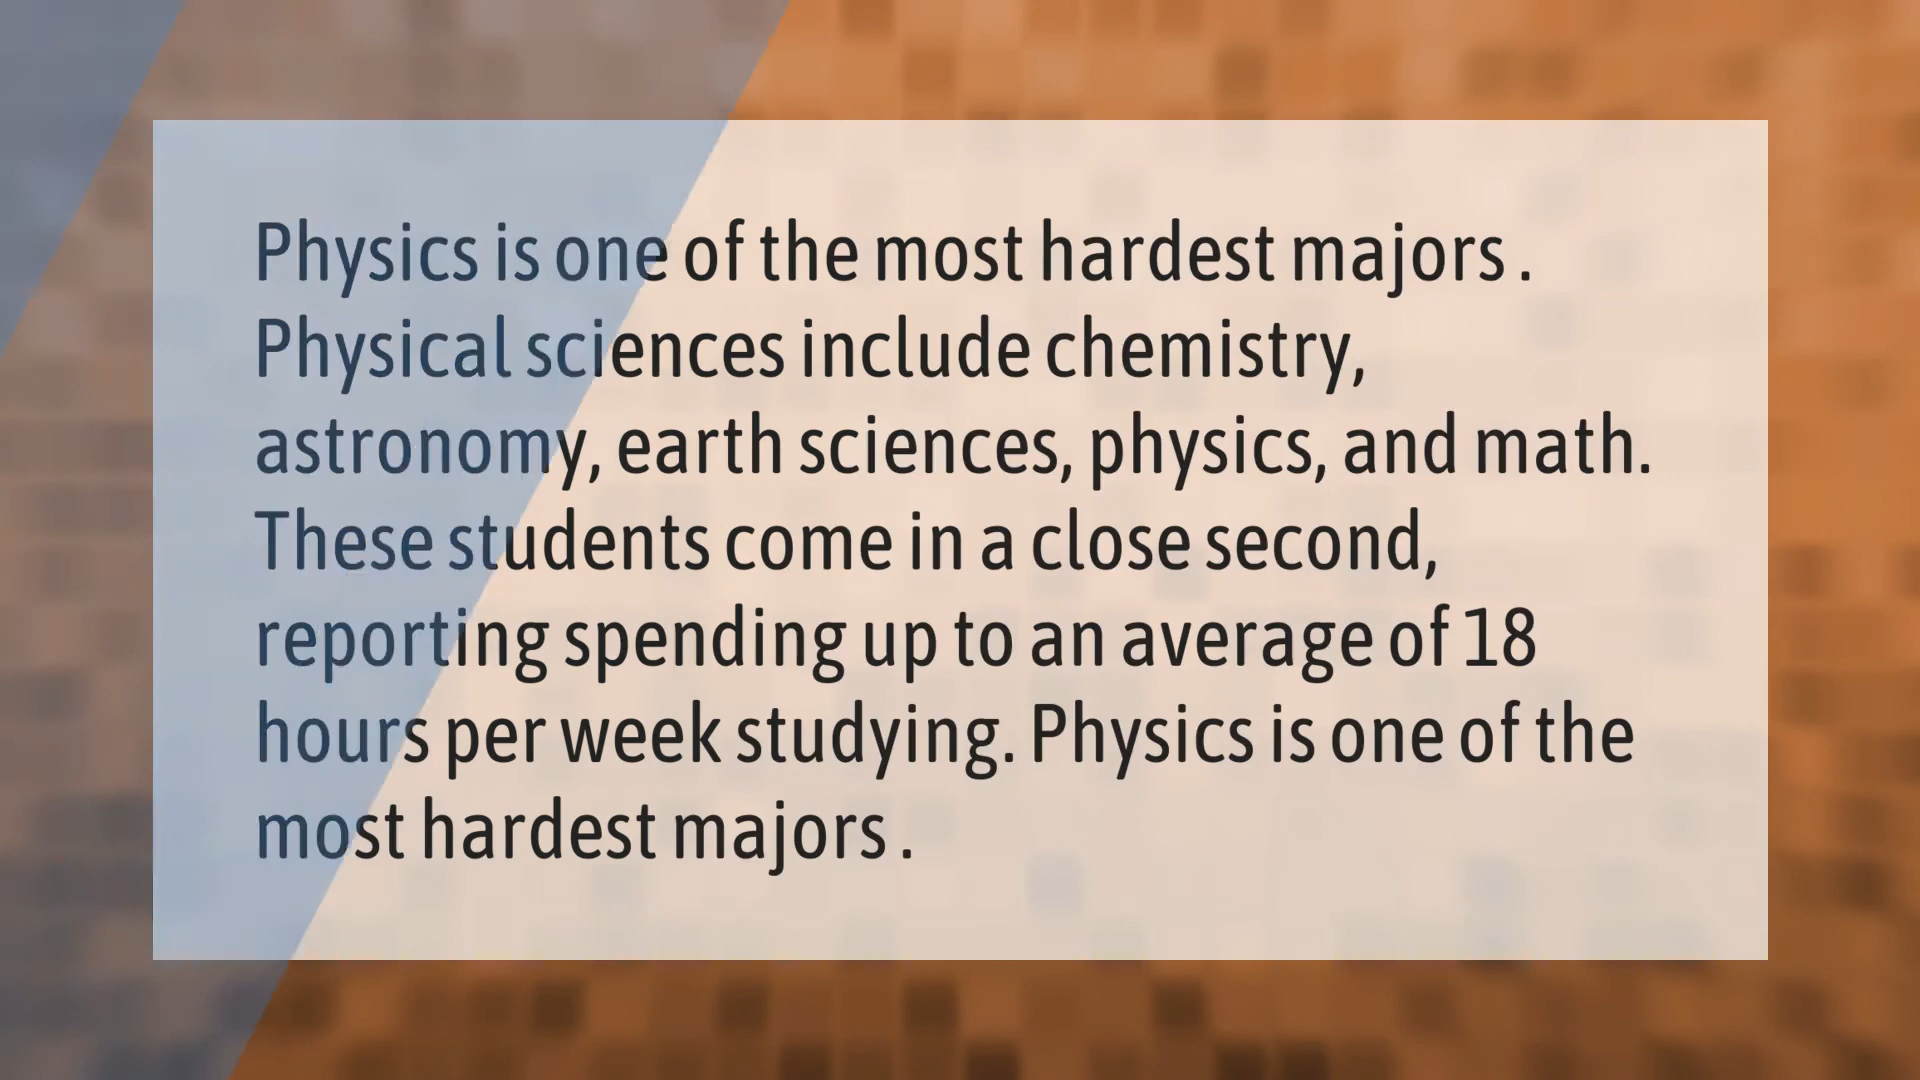 Physics is one of the most hardest majors .
Physical sciences include chemistry,
astronomy, earth sciences, physics, and math.
These students come in a close second,
reporting spending up to an average of 18
hours per week studying. Physics is one of the
most hardest majors .